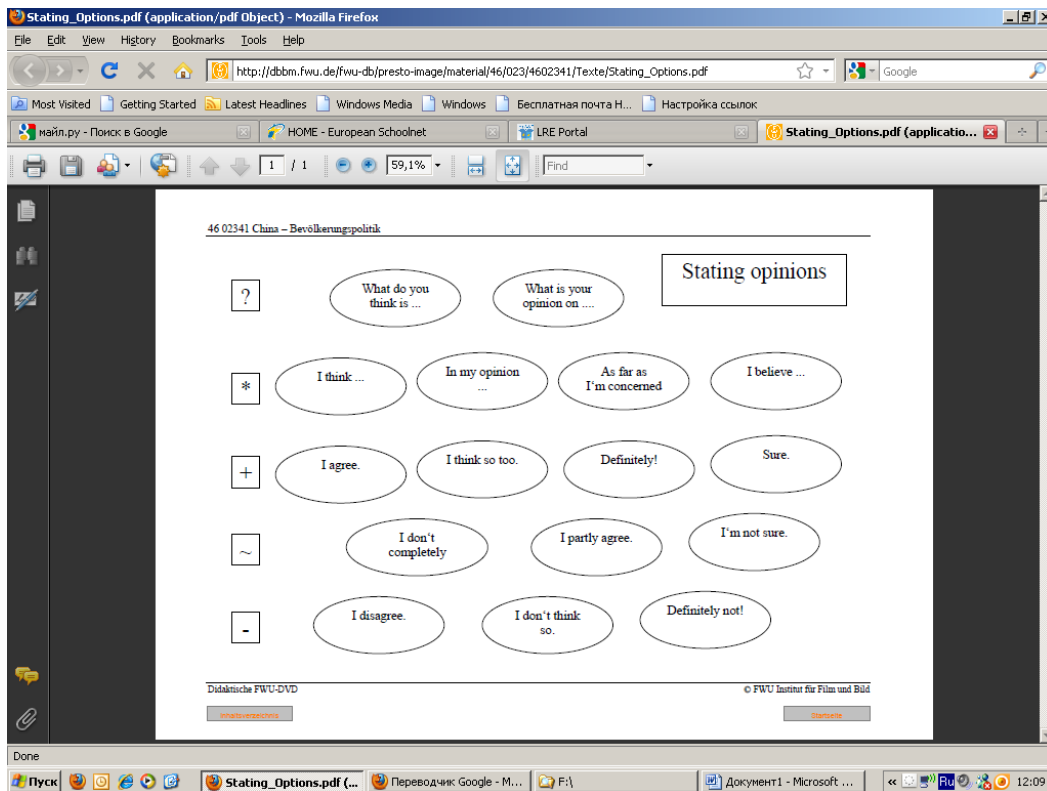 Stating_Options.pdf (application/pdf Object) - Mozilla Firefox
File Edit View History Bookmarks Tools Help
http://dbbm.fwu.de/fwu-db/presto-image/material/46/023/4602341/Texte/Stating_Options.pdf
Google
Most Visited Getting Started Latest Headlines Windows Media Windows Бесплатная почта H... Настройка ссылок
майл.ру - Поиск в Google HOME - European Schoolnet LRE Portal Stating_Options.pdf (applicatio...
1 / 1 59,1% Find
46 02341 China – Bevölkerungspolitik
Stating opinions
?
What do you
think is ...
What is your
opinion on ....
*
I think ...
In my opinion
...
As far as
I'm concerned
I believe ...
+
I agree.
I think so too.
Definitely!
Sure.
~
I don't
completely
I partly agree.
I'm not sure.
-
I disagree.
I don't think
so.
Definitely not!
Didaktische FWU-DVD © FWU Institut für Film und Bild
Inhaltsverzeichnis Startseite
Done
Пуск Stating_Options.pdf (... Переводчик Google - M... F:\ Документ1 - Microsoft ... « Ru 12:09